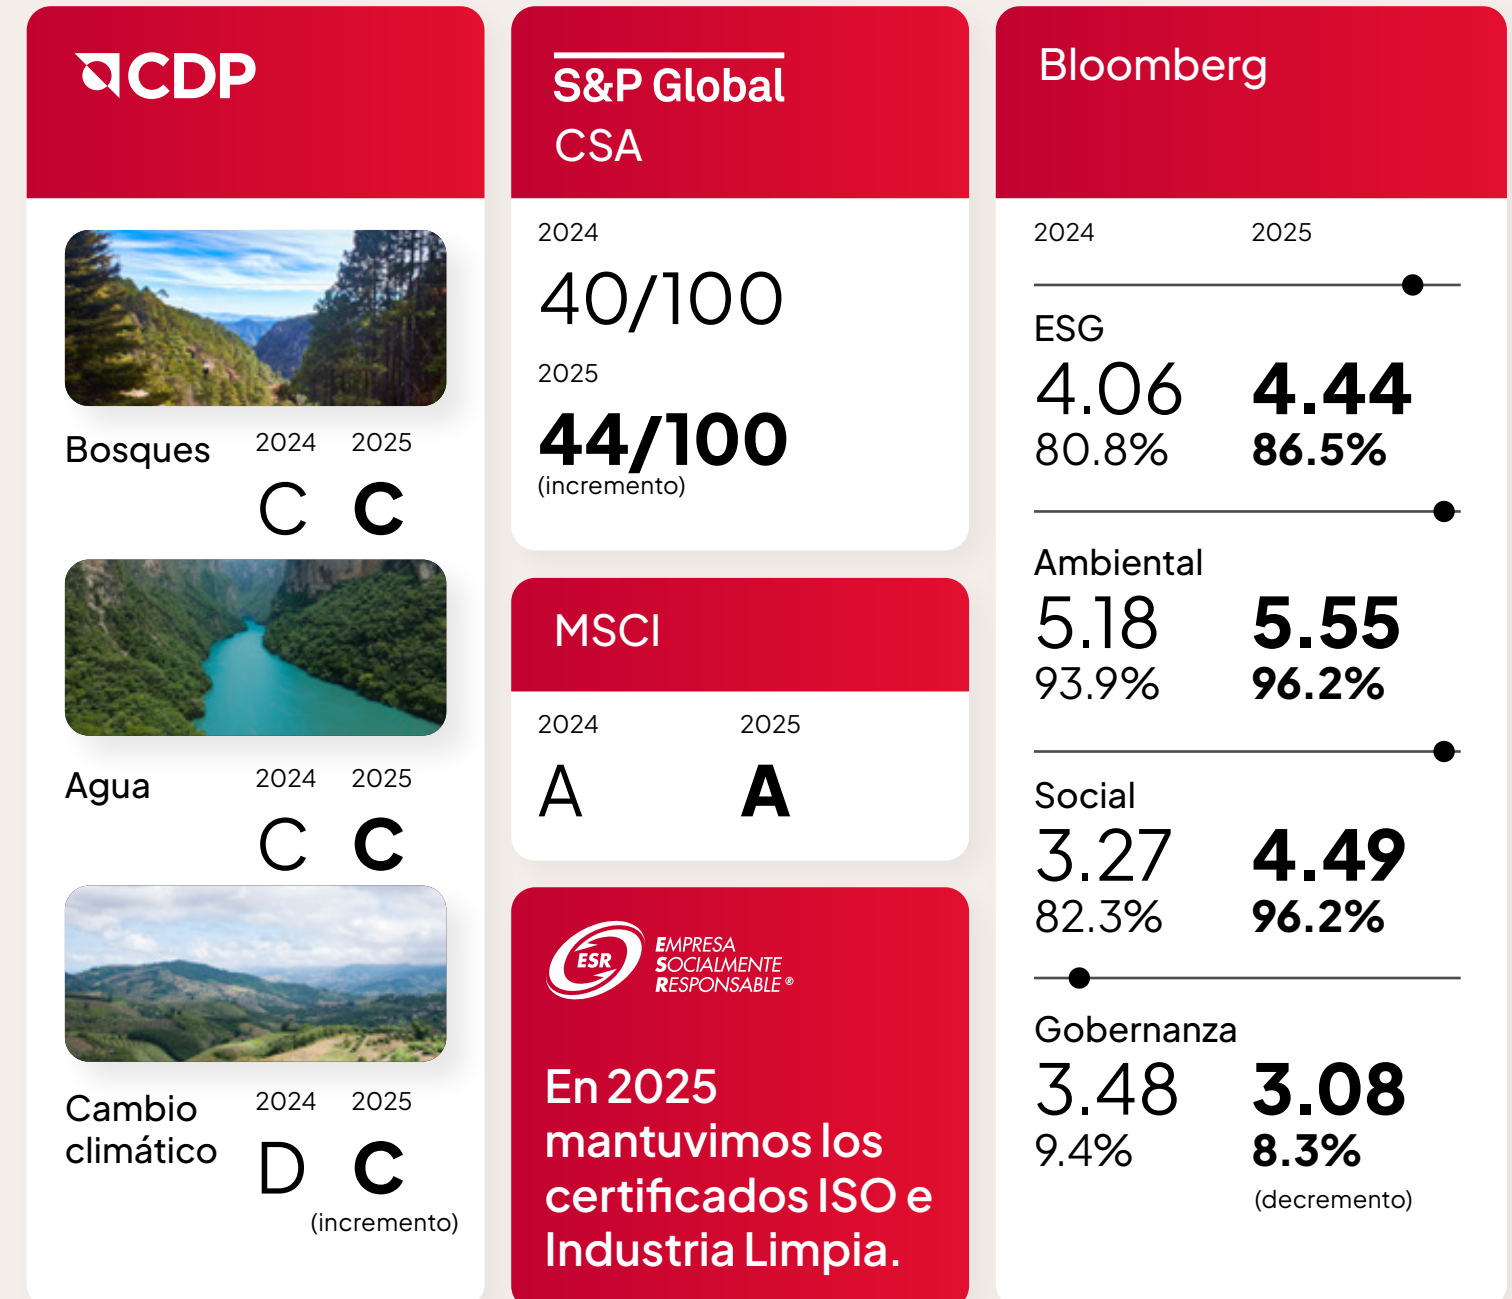 CDP
Bosques
2024 2025
C C
Agua
2024 2025
C C
Cambio
climático
2024 2025
D C
(incremento)
S&P Global
CSA
2024
40/100
2025
44/100
(incremento)
MSCI
2024 2025
A A
ESR
EMPRESA
SOCIALMENTE
RESPONSABLE®
En 2025
mantuvimos los
certificados ISO e
Industria Limpia.
Bloomberg
2024 2025
ESG
4.06 4.44
80.8% 86.5%
Ambiental
5.18 5.55
93.9% 96.2%
Social
3.27 4.49
82.3% 96.2%
Gobernanza
3.48 3.08
9.4% 8.3%
(decremento)